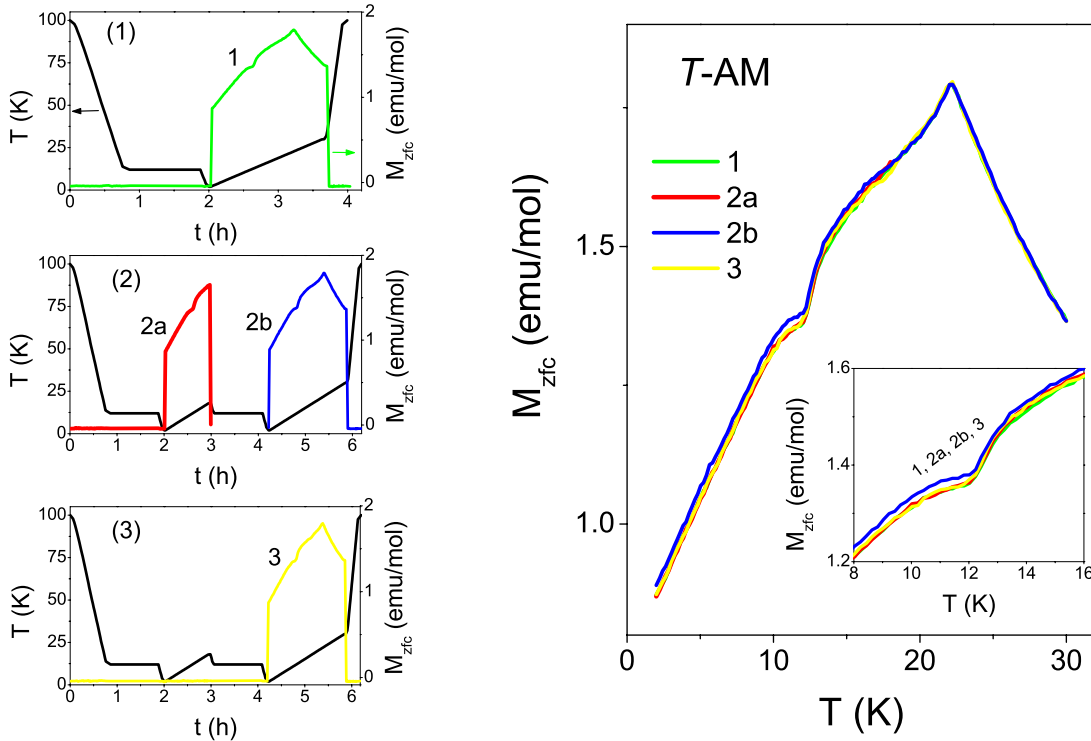 (1)
1
T (K)
M_zfc (emu/mol)
100
75
50
25
0
2
1
0
0 1 2 3 4
t (h)
(2)
2a
2b
T (K)
M_zfc (emu/mol)
100
75
50
25
0
2
1
0
0 1 2 3 4 5 6
t (h)
(3)
3
T (K)
M_zfc (emu/mol)
100
75
50
25
0
2
1
0
0 1 2 3 4 5 6
t (h)
T-AM
1
2a
2b
3
M_zfc (emu/mol)
1.5
1.0
0 10 20 30
T (K)
1, 2a, 2b, 3
M_zfc (emu/mol)
1.6
1.4
1.2
8 10 12 14 16
T (K)